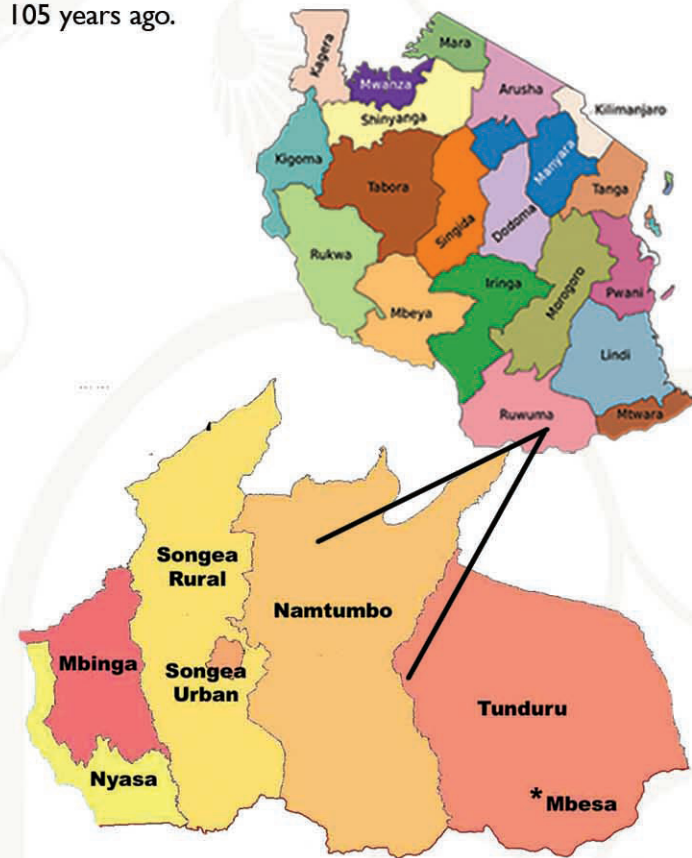 105 years ago.
Mara
Kagera
Mwanza
Arusha
Kilimanjaro
Shinyanga
Kigoma
Manyara
Tabora
Singida
Tanga
Dodoma
Rukwa
Iringa
Morogoro
Pwani
Mbeya
Lindi
Ruwuma
Mtwara
Songea
Rural
Namtumbo
Mbinga
Songea
Urban
Tunduru
Nyasa
* Mbesa